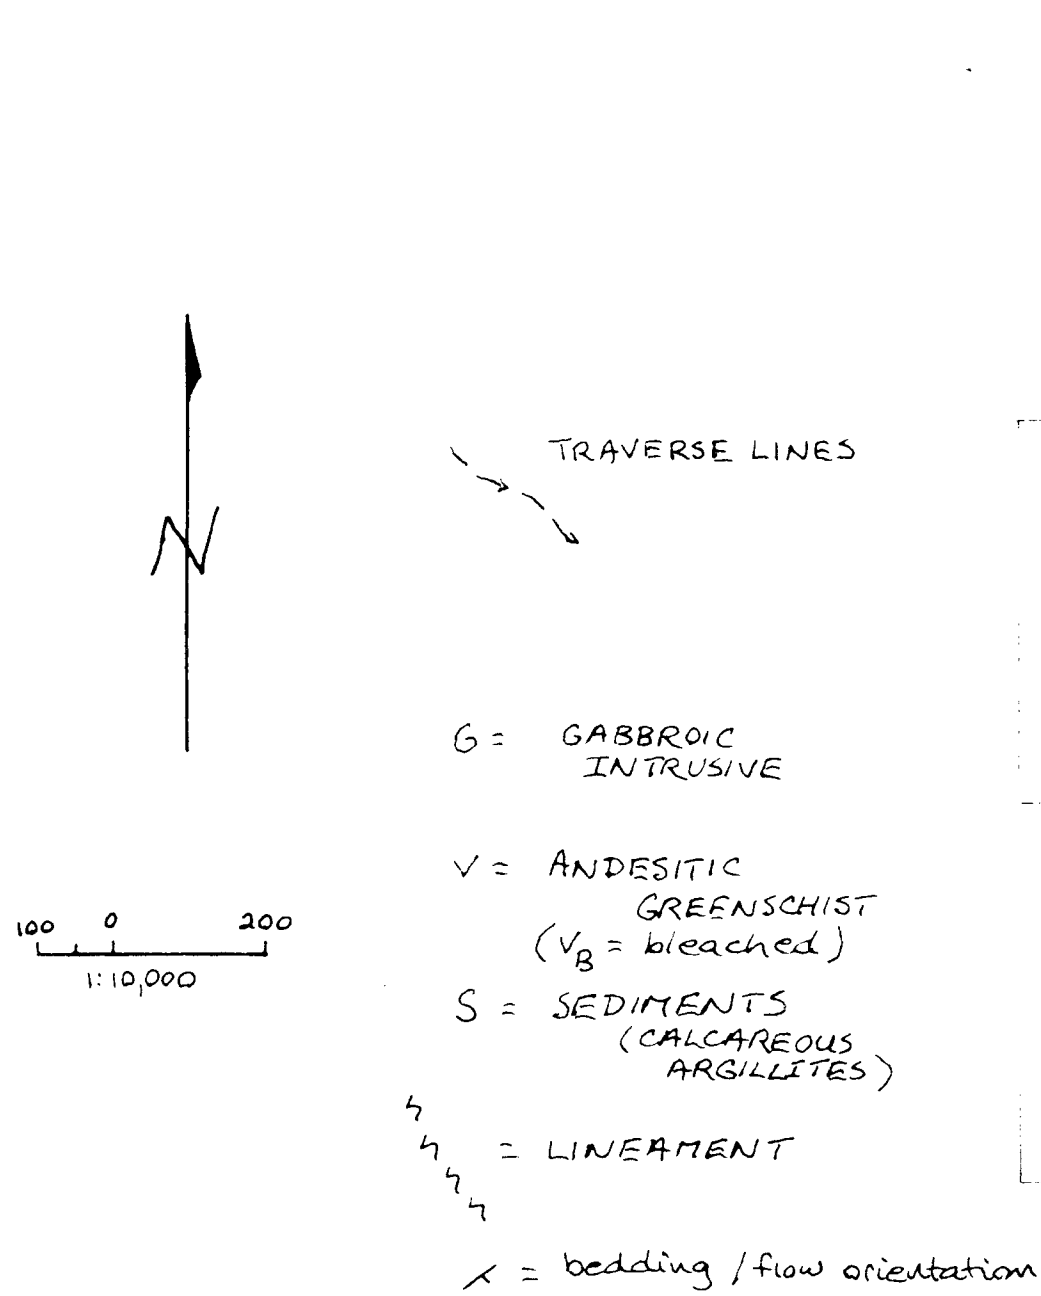 TRAVERSE LINES
N
G = GABBROIC
INTRUSIVE
V = ANDESITIC
GREENSCHIST
(VB = bleached)
100 0 200
1:10,000
S = SEDIMENTS
(CALCAREOUS
ARGILLITES)
= LINEAMENT
= bedding / flow orientation